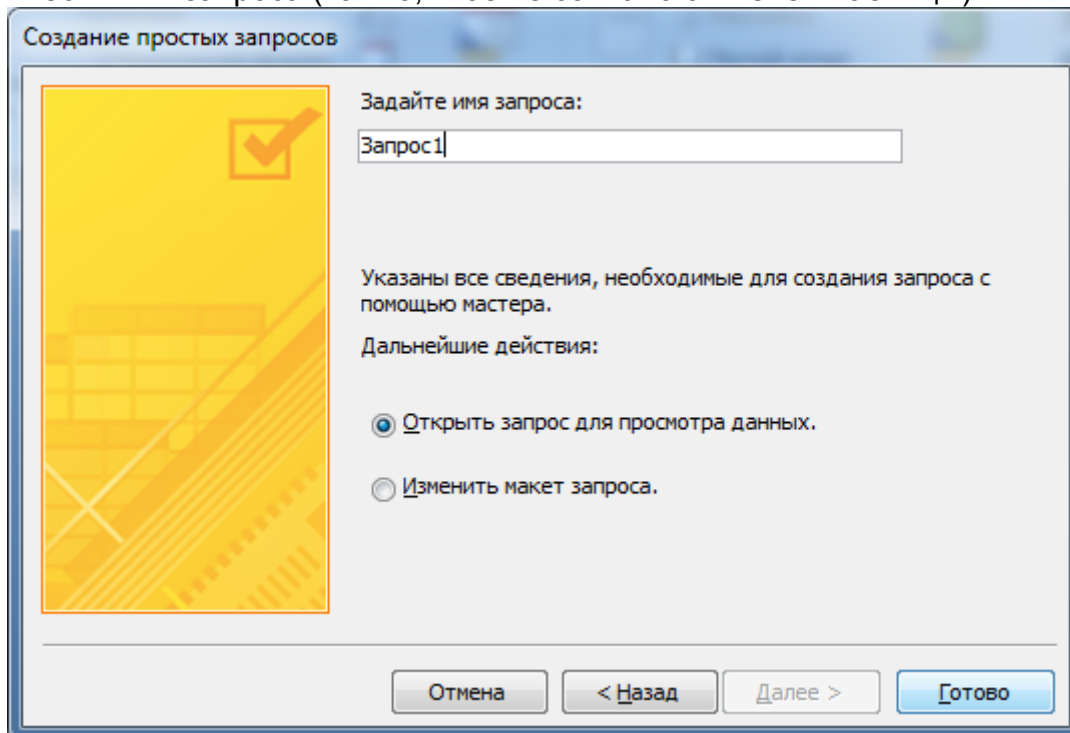 Создание простых запросов
Задайте имя запроса:
Запрос1
Указаны все сведения, необходимые для создания запроса с
помощью мастера.
Дальнейшие действия:
Открыть запрос для просмотра данных.
Изменить макет запроса.
Отмена
< Назад
Далее >
Готово